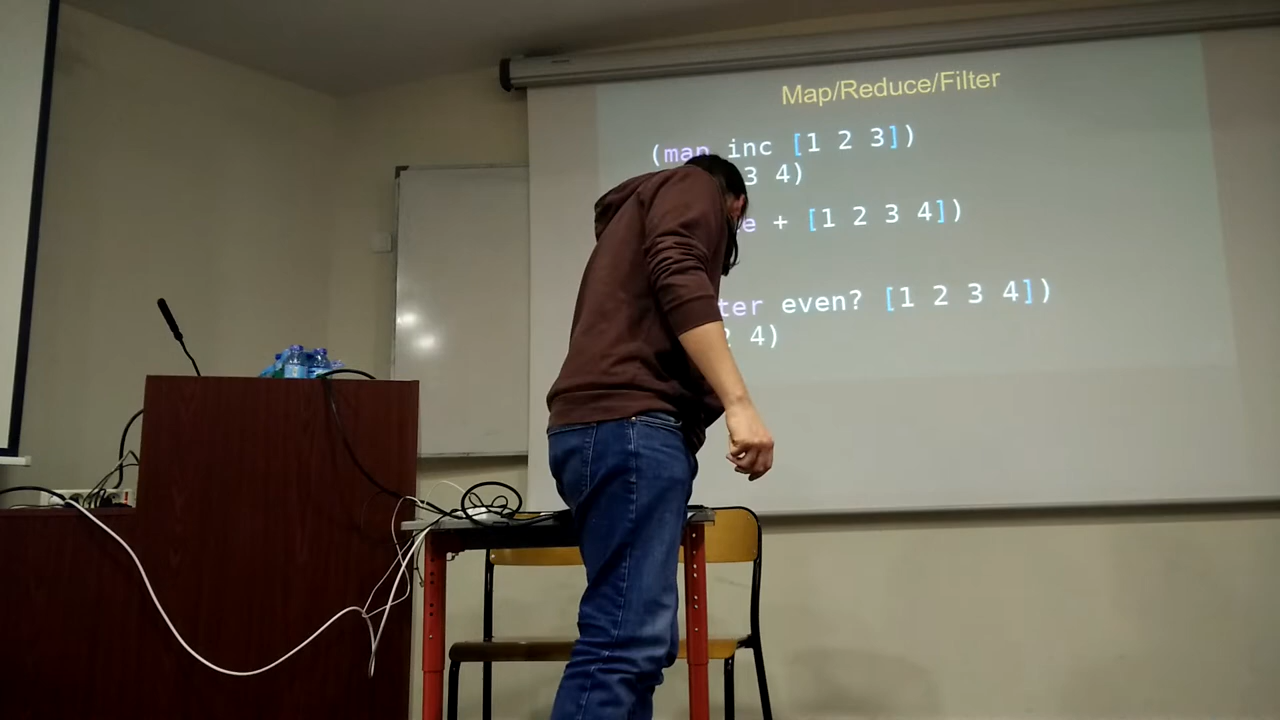 Map/Reduce/Filter
(map inc [1 2 3])
3 4)
e + [1 2 3 4])
ter even? [1 2 3 4])
2 4)